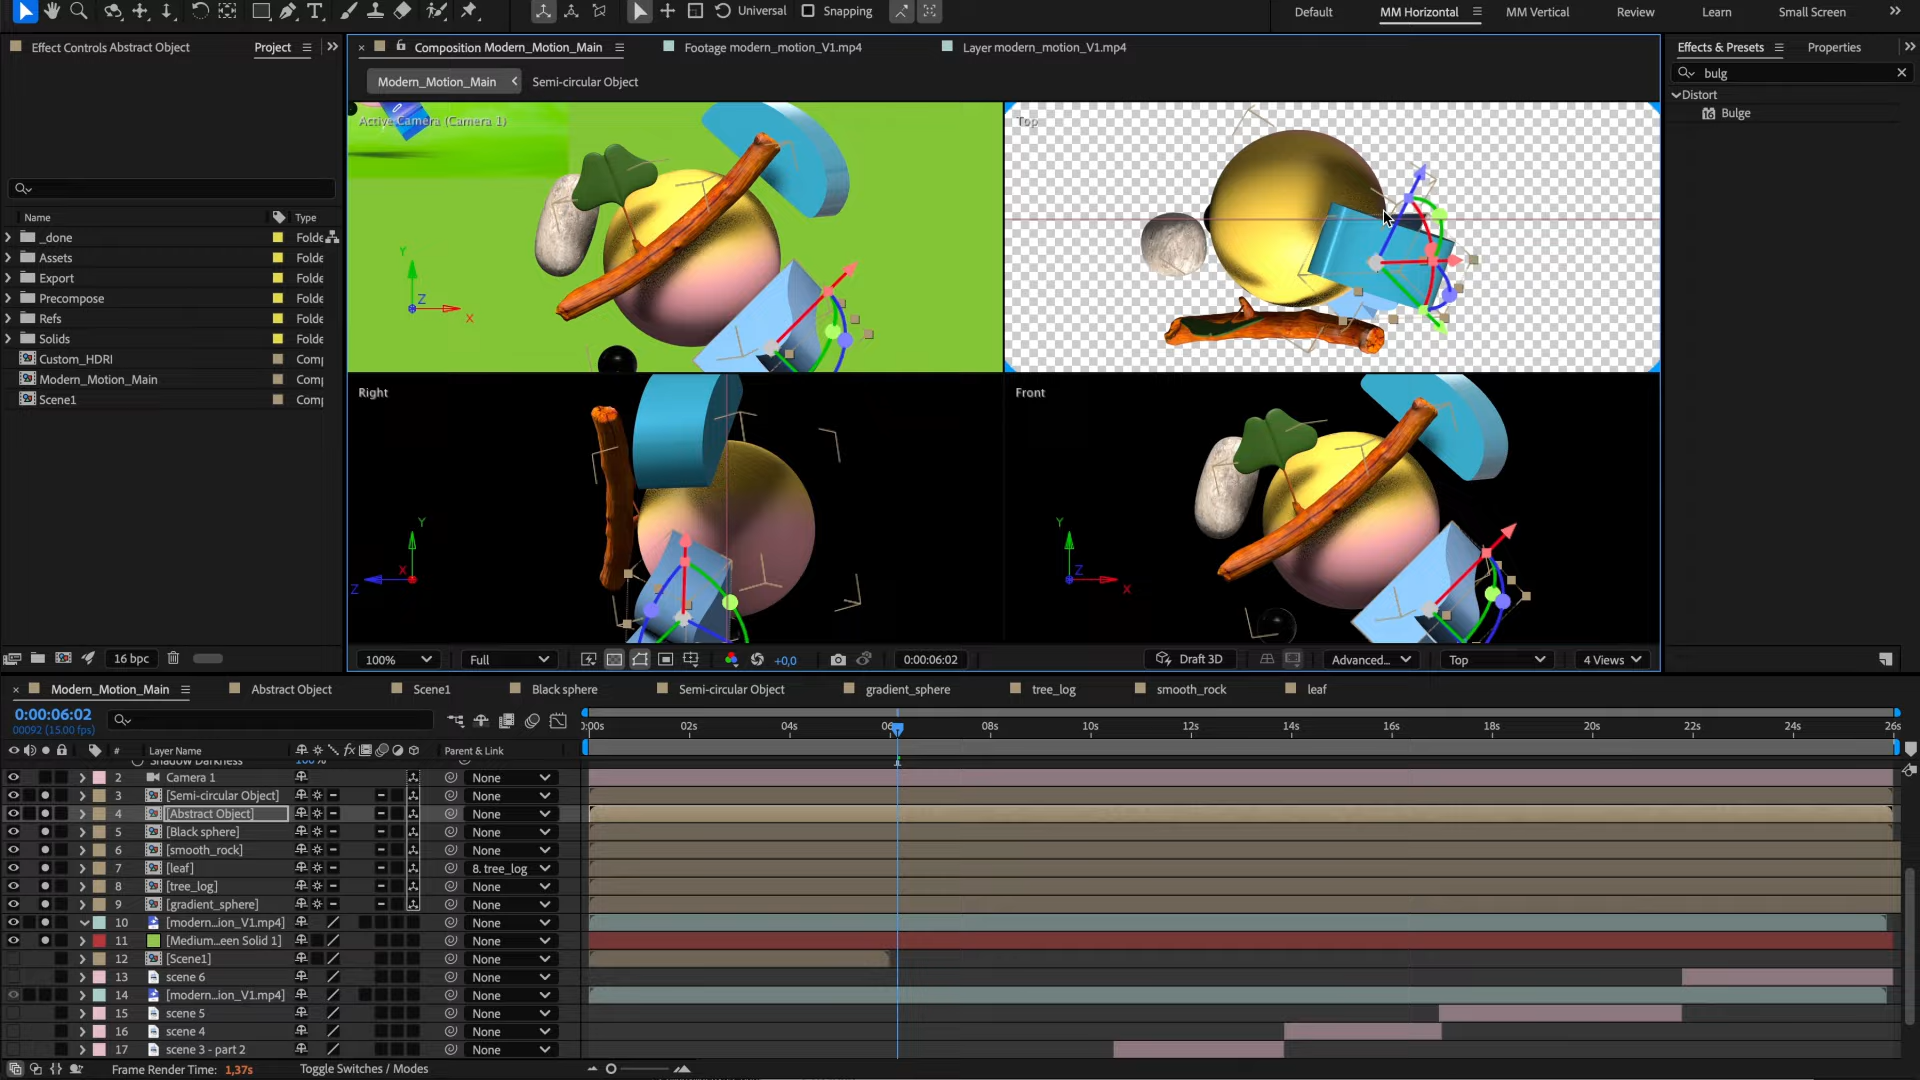 Universal
Snapping
Default
MM Horizontal
MM Vertical
Review
Learn
Small Screen
Effect Controls Abstract Object
Project
Composition Modern_Motion_Main
Footage modern_motion_V1.mp4
Layer modern_motion_V1.mp4
Effects & Presets
Properties
Modern_Motion_Main
Semi-circular Object
bulg
Distort
Bulge
Active Camera (Camera 1)
Top
Right
Front
Y
Z
X
Y
X
Z
Y
Z
X
Name
Type
_done
Folde
Assets
Folde
Export
Folde
Precompose
Folde
Refs
Folde
Solids
Folde
Custom_HDRI
Comp
Modern_Motion_Main
Comp
Scene1
Comp
16 bpc
100%
Full
+0,0
0:00:06:02
Draft 3D
Advanced...
Top
4 Views
Modern_Motion_Main
Abstract Object
Scene1
Black sphere
Semi-circular Object
gradient_sphere
tree_log
smooth_rock
leaf
0:00:06:02
00092 (15.00 fps)
):00s
02s
04s
06
08s
10s
12s
14s
16s
18s
20s
22s
24s
26s
#
Layer Name
fx
Parent & Link
Shadow Darkness
100%
2 Camera 1 None
3 [Semi-circular Object] None
4 [Abstract Object] None
5 [Black sphere] None
6 [smooth_rock] None
7 [leaf] 8. tree_log
8 [tree_log] None
9 [gradient_sphere] None
10 [modern...ion_V1.mp4] None
11 [Medium...een Solid 1] None
12 [Scene1] None
13 scene 6 None
14 [modern...ion_V1.mp4] None
15 scene 5 None
16 scene 4 None
17 scene 3 - part 2 None
Frame Render Time: 1,37s
Toggle Switches / Modes